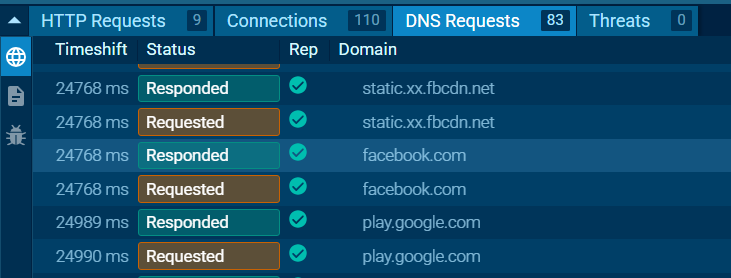 HTTP Requests 9 Connections 110 DNS Requests 83 Threats 0
Timeshift Status Rep Domain
24768 ms Responded static.xx.fbcdn.net
24768 ms Requested static.xx.fbcdn.net
24768 ms Responded facebook.com
24768 ms Requested facebook.com
24989 ms Responded play.google.com
24990 ms Requested play.google.com